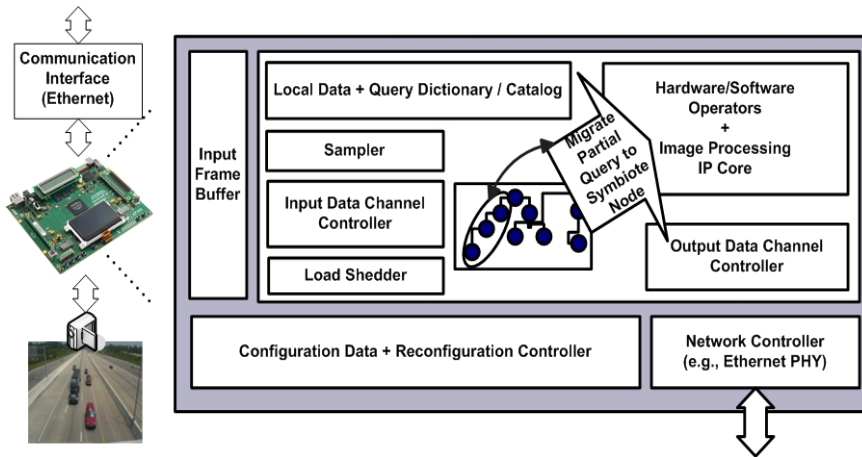 Communication
Interface
(Ethernet)
Input
Frame
Buffer
Local Data + Query Dictionary / Catalog
Sampler
Input Data Channel
Controller
Load Shedder
Migrate
Partial
Query to
Symbiote
Node
Hardware/Software
Operators
+
Image Processing
IP Core
Output Data Channel
Controller
Configuration Data + Reconfiguration Controller
Network Controller
(e.g., Ethernet PHY)